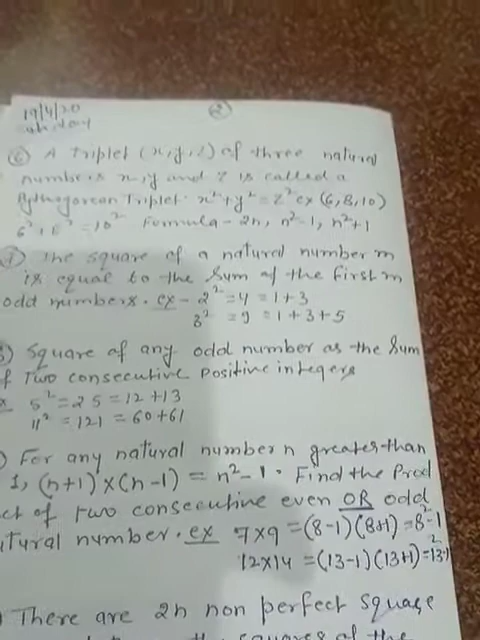 19/4/20
②
⑥ A Triplet (x,y,z) of three natural
numbers x,y and z is called a
Pythagorean Triplet. x²+y²=z² ex (6,8,10)
6²+8²=10² Formula - 2n, n²-1, n²+1
⑦ The square of a natural number m
is equal to the sum of the first m
odd numbers. ex - 2²=4=1+3
3²=9=1+3+5
Square of any odd number as the sum
of Two consecutive positive integers
5²=25=12+13
11²=121=60+61
For any natural number n greater than
1, (n+1)×(n-1)=n²-1. Find the Prod
ct of two consecutive even OR odd
atural number. ex 7×9=(8-1)(8+1)=8²-1
12×14=(13-1)(13+1)=13²-1
There are 2n non perfect square
the squares of the